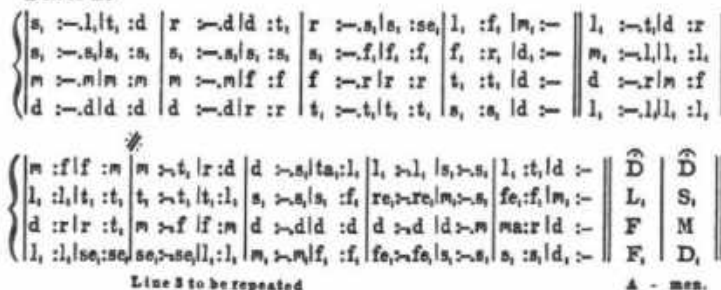 s, :-.l,|t, :d | r :-.d|d :t, | r :-.s,|s, :se,| l, :f, |m, :- || l, :-.t,|d :r
s, :-.s,|s, :s | s, :-.s,|s, :s, | s, :-.f,|f, :f, | f, :r, |d, :- || m, :-.l,|l, :l,
m :-.m|m :m | m :-.m|f :f | f :-.r|r :r | t, :t, |d :- || d :-.r|m :f
d :-.d|d :d | d :-.d|r :r | t, :-.t,|t, :t, | s, :s, |d :- || l, :-.l,|l, :l,
m :f|f :m | m :-.t, |r :d | d :-.s,|ta,:l, | l, :-.l, |s, :-.s, | l, :t,|d :- || D | D
l, :l,|t, :t, | t, :-.t, |t,:l, | s, :-.s,|s, :f, | re,:-.re,|m,:-.s, | fe,:f,|m, :- || L, | S,
d :r|r :t, | m :-.f |f :m | d :-.d|d :d | d :-.d |d :-.m | ma:r|d :- || F | M
l, :l,|se,:se,|se,:-.se,|l,:l, | m, :-.m,|f, :f, |fe,:-.fe,|s,:-.s, | s, :s,|d, :- || F, | D,
Line 3 to be repeated A - men.